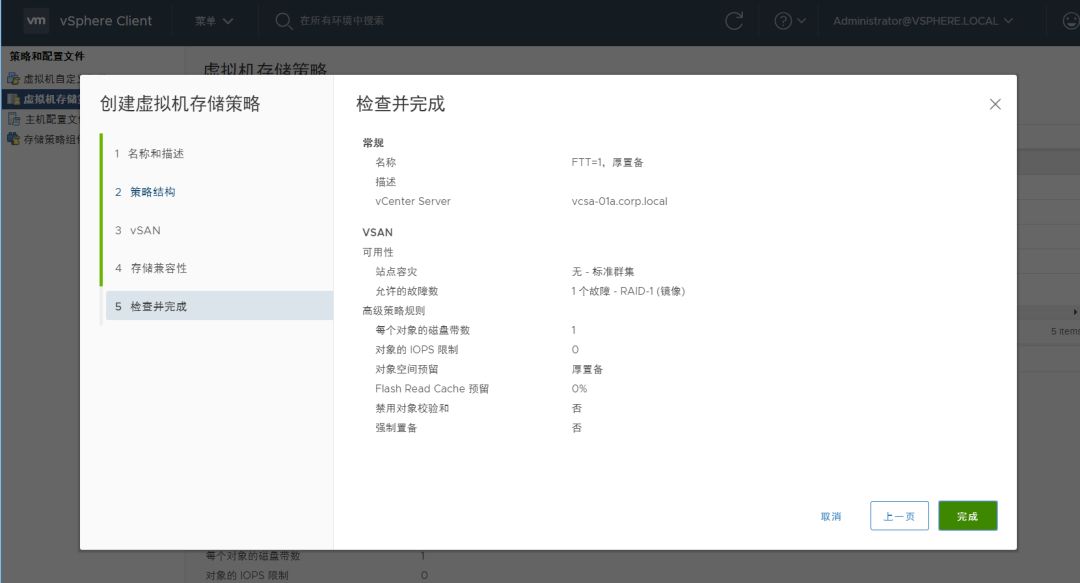 vm vSphere Client 菜单 在所有环境中搜索 Administrator@VSPHERE.LOCAL
策略和配置文件
虚拟机存储策略
虚拟机自定
虚拟机存储
主机配置文
存储策略组
创建虚拟机存储策略
1 名称和描述
2 策略结构
3 vSAN
4 存储兼容性
5 检查并完成
检查并完成
常规
名称 FTT=1，厚置备
描述
vCenter Server vcsa-01a.corp.local
VSAN
可用性
站点容灾 无 - 标准群集
允许的故障数 1 个故障 - RAID-1 (镜像)
高级策略规则
每个对象的磁盘带数 1
对象的 IOPS 限制 0
对象空间预留 厚置备
Flash Read Cache 预留 0%
禁用对象校验和 否
强制置备 否
取消 上一页 完成
5 items
每个对象的磁盘带数 1
对象的 IOPS 限制 0